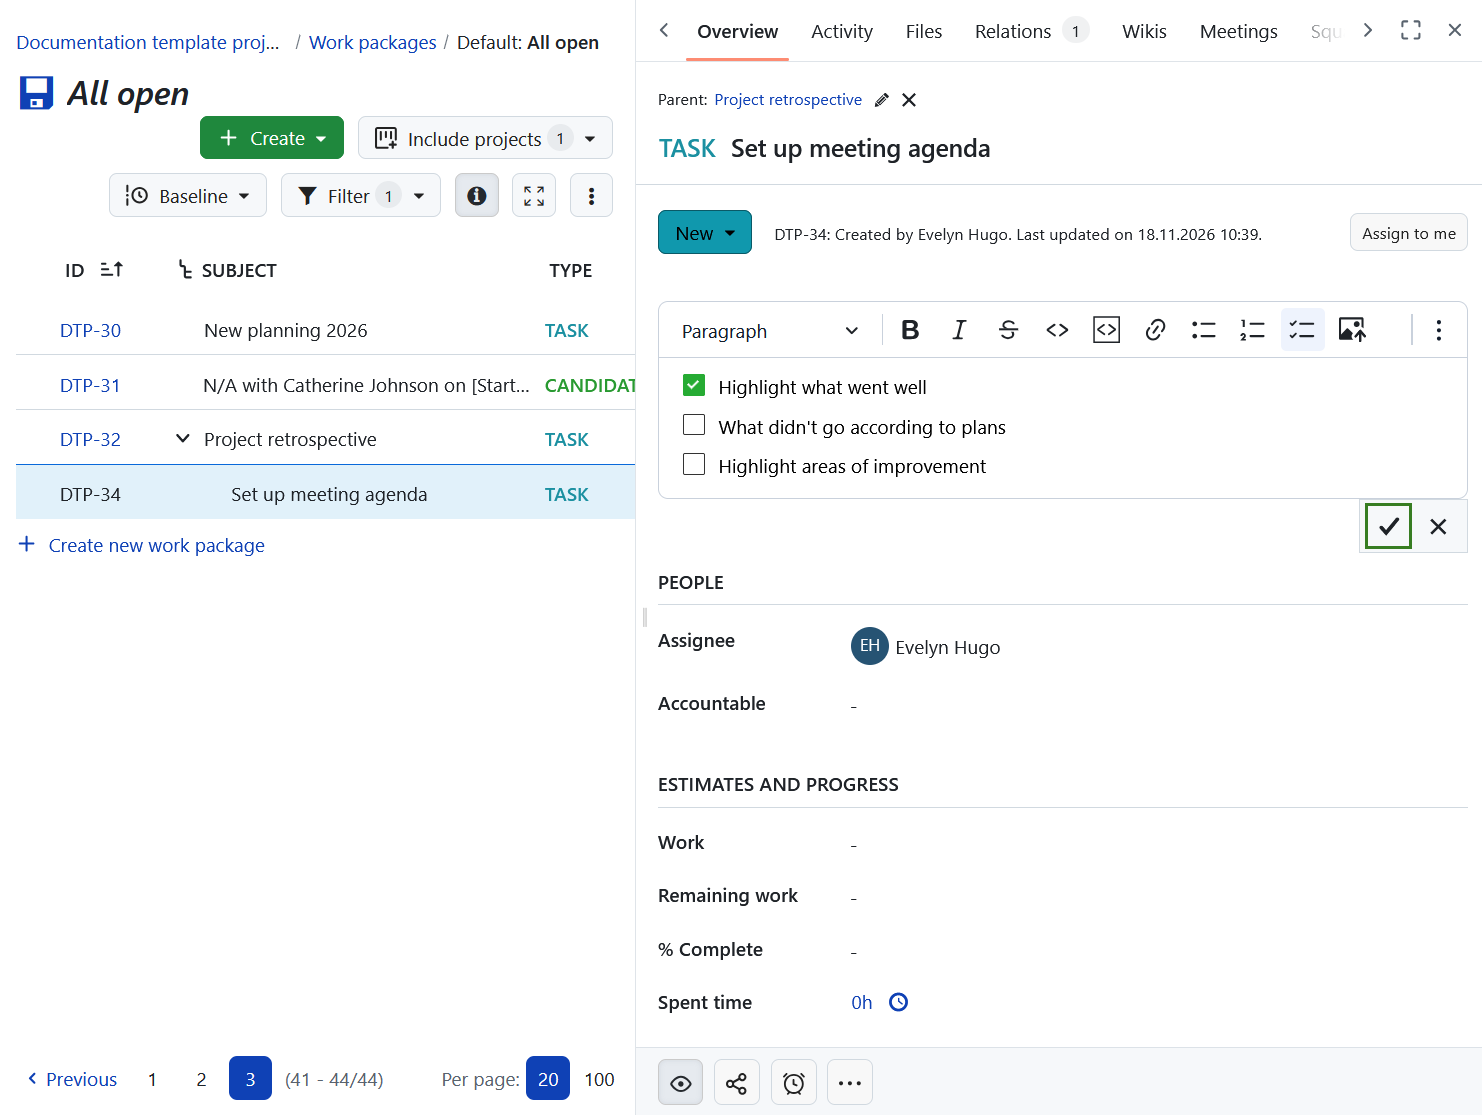 Documentation template proj... / Work packages / Default: All open
All open
Create
Include projects 1
Baseline
Filter 1
ID SUBJECT TYPE
DTP-30 New planning 2026 TASK
DTP-31 N/A with Catherine Johnson on [Start... CANDIDAT
DTP-32 Project retrospective TASK
DTP-34 Set up meeting agenda TASK
+ Create new work package
Previous 1 2 3 (41 - 44/44) Per page: 20 100
Overview Activity Files Relations 1 Wikis Meetings Squ
Parent: Project retrospective
TASK Set up meeting agenda
New DTP-34: Created by Evelyn Hugo. Last updated on 18.11.2026 10:39. Assign to me
Paragraph
Highlight what went well
What didn't go according to plans
Highlight areas of improvement
PEOPLE
Assignee EH Evelyn Hugo
Accountable -
ESTIMATES AND PROGRESS
Work -
Remaining work -
% Complete -
Spent time 0h